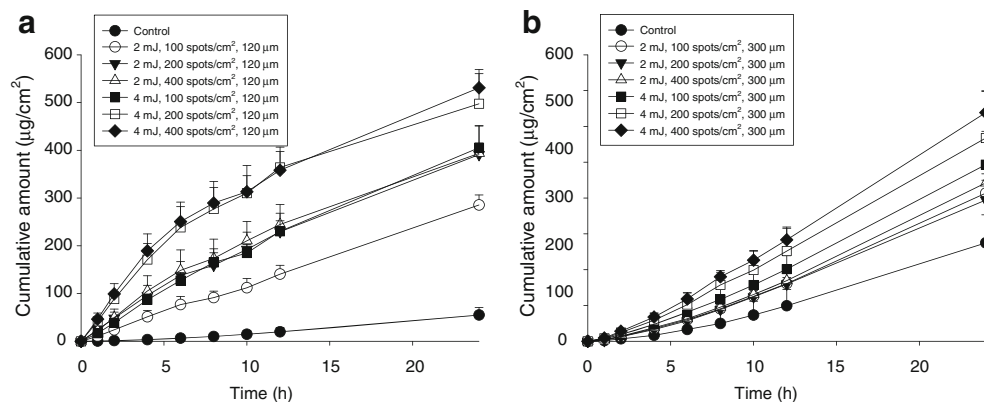 a
Control
2 mJ, 100 spots/cm², 120 μm
2 mJ, 200 spots/cm², 120 μm
2 mJ, 400 spots/cm², 120 μm
4 mJ, 100 spots/cm², 120 μm
4 mJ, 200 spots/cm², 120 μm
4 mJ, 400 spots/cm², 120 μm
Cumulative amount (μg/cm²)
600
500
400
300
200
100
0
0 5 10 15 20
Time (h)
b
Control
2 mJ, 100 spots/cm², 300 μm
2 mJ, 200 spots/cm², 300 μm
2 mJ, 400 spots/cm², 300 μm
4 mJ, 100 spots/cm², 300 μm
4 mJ, 200 spots/cm², 300 μm
4 mJ, 400 spots/cm², 300 μm
Cumulative amount (μg/cm²)
600
500
400
300
200
100
0
0 5 10 15 20
Time (h)